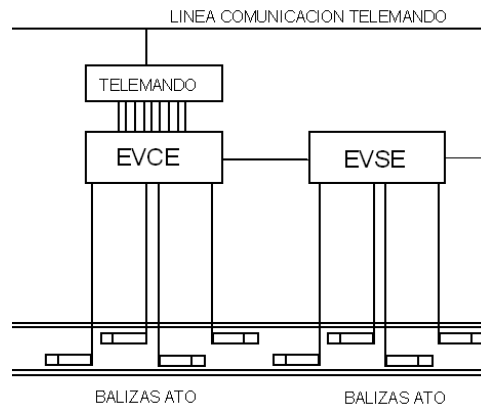 LINEA COMUNICACION TELEMANDO
TELEMANDO
EVCE
EVSE
BALIZAS ATO
BALIZAS ATO